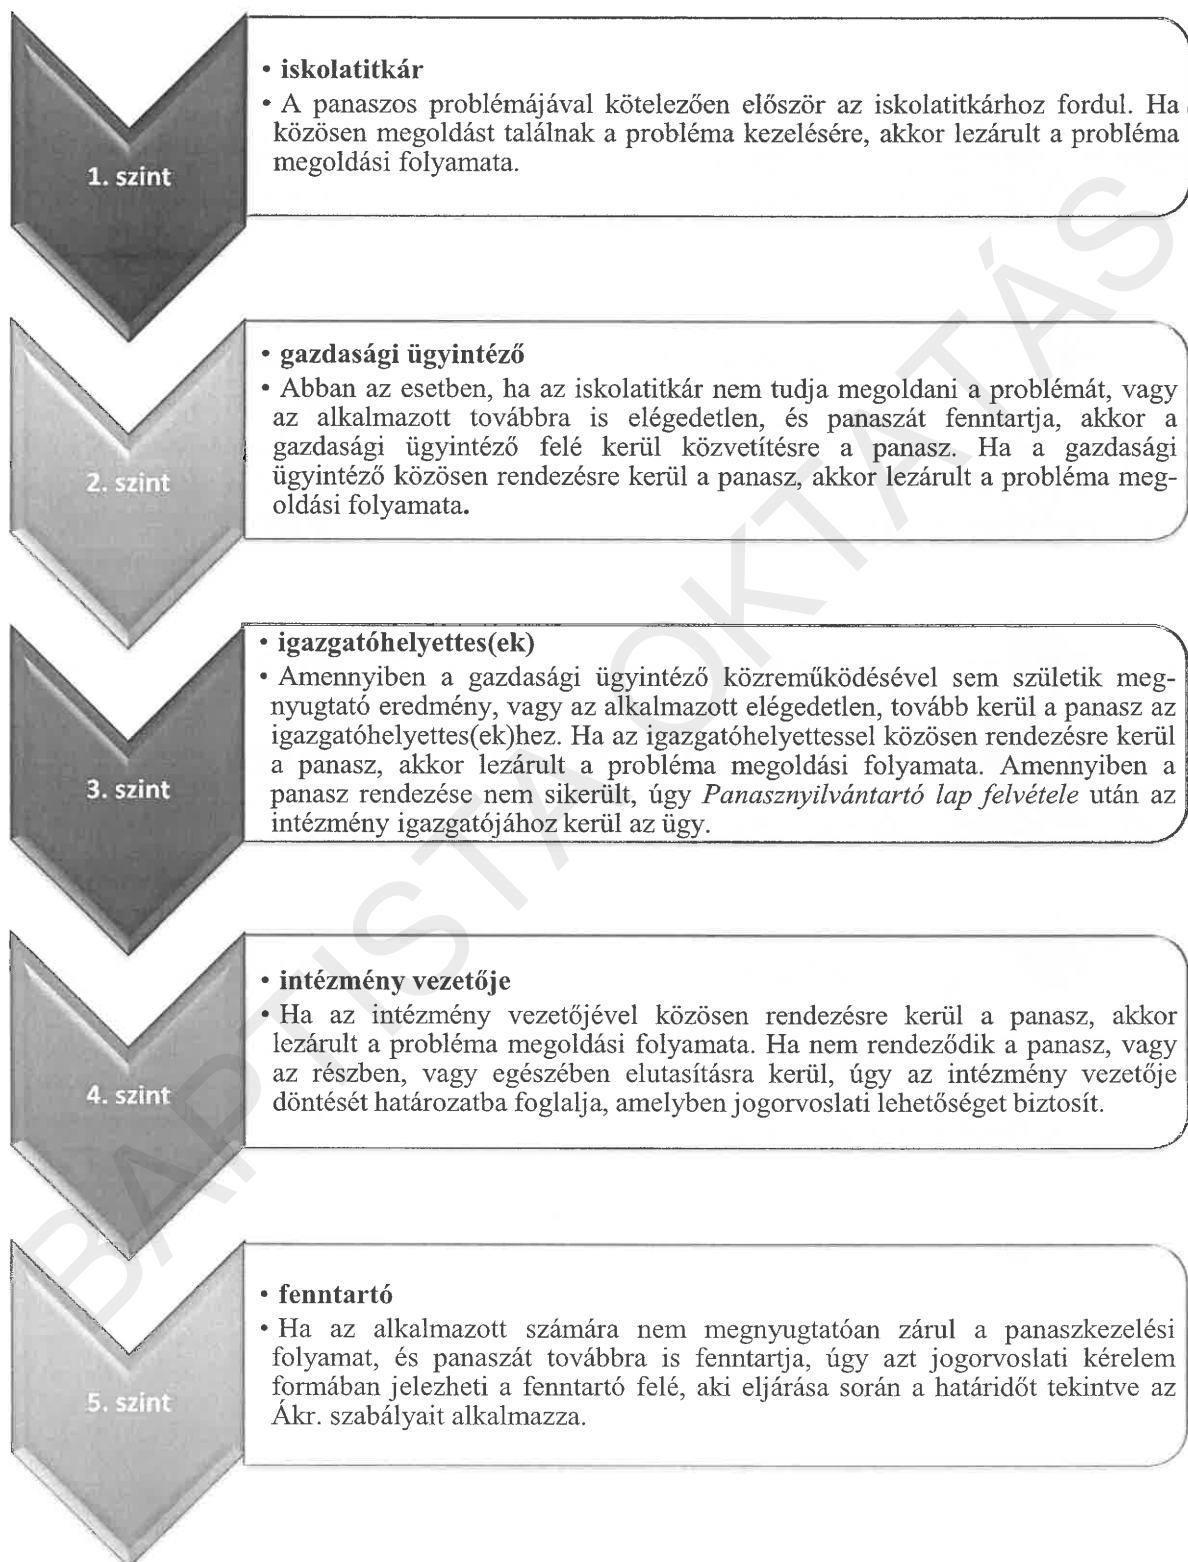 1. szint
• iskolatitkár
• A panaszos problémájával kötelezően először az iskolatitkárhoz fordul. Ha
közösen megoldást találnak a probléma kezelésére, akkor lezárult a probléma
megoldási folyamata.
2. szint
• gazdasági ügyintéző
• Abban az esetben, ha az iskolatitkár nem tudja megoldani a problémát, vagy
az alkalmazott továbbra is elégedetlen, és panaszát fenntartja, akkor a
gazdasági ügyintéző felé kerül közvetítésre a panasz. Ha a gazdasági
ügyintéző közösen rendezésre kerül a panasz, akkor lezárult a probléma meg-
oldási folyamata.
3. szint
• igazgatóhelyettes(ek)
• Amennyiben a gazdasági ügyintéző közreműködésével sem születik meg-
nyugtató eredmény, vagy az alkalmazott elégedetlen, tovább kerül a panasz az
igazgatóhelyettes(ek)hez. Ha az igazgatóhelyettessel közösen rendezésre kerül
a panasz, akkor lezárult a probléma megoldási folyamata. Amennyiben a
panasz rendezése nem sikerült, úgy Panasznyilvántartó lap felvétele után az
intézmény igazgatójához kerül az ügy.
4. szint
• intézmény vezetője
• Ha az intézmény vezetőjével közösen rendezésre kerül a panasz, akkor
lezárult a probléma megoldási folyamata. Ha nem rendeződik a panasz, vagy
az részben, vagy egészében elutasításra kerül, úgy az intézmény vezetője
döntését határozatba foglalja, amelyben jogorvoslati lehetőséget biztosít.
5. szint
• fenntartó
• Ha az alkalmazott számára nem megnyugtatóan zárul a panaszkezelési
folyamat, és panaszát továbbra is fenntartja, úgy azt jogorvoslati kérelem
formában jelezheti a fenntartó felé, aki eljárása során a határidőt tekintve az
Ákr. szabályait alkalmazza.
BAPTISTA OKTATÁS